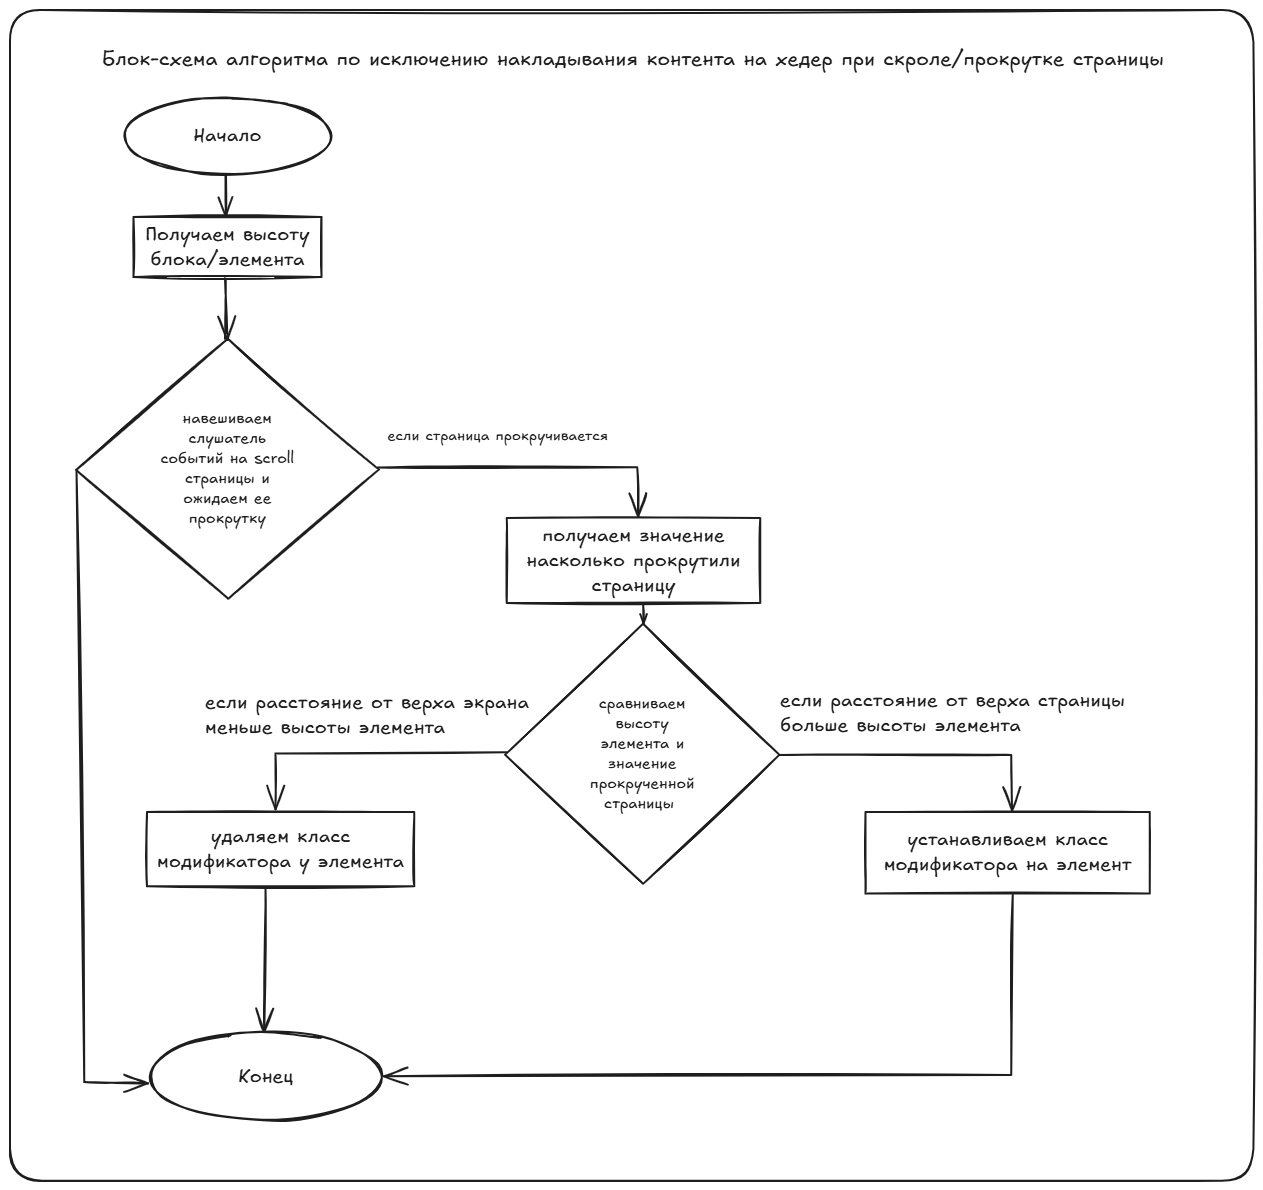 Блок-схема алгоритма по исключению накладывания контента на хедер при скроле/прокрутке страницы
Начало
Получаем высоту
блока/элемента
навешиваем
слушатель
событий на scroll
страницы и
ожидаем ее
прокрутку
если страница прокручивается
получаем значение
насколько прокрутили
страницу
если расстояние от верха экрана
меньше высоты элемента
сравниваем
высоту
элемента и
значение
прокрученной
страницы
если расстояние от верха страницы
больше высоты элемента
удаляем класс
модификатора у элемента
устанавливаем класс
модификатора на элемент
Конец